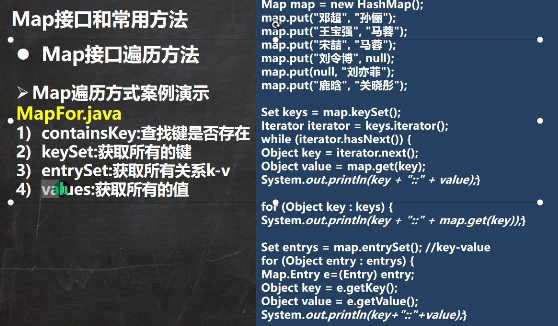 Map接口和常用方法
● Map接口遍历方法
➢ Map遍历方式案例演示
MapFor.java
1) containsKey:查找键是否存在
2) keySet:获取所有的键
3) entrySet:获取所有关系k-v
4) values:获取所有的值
Map map = new HashMap();
map.put("邓超", "孙俪");
map.put("王宝强", "马蓉");
map.put("宋喆", "马蓉");
map.put("刘令博", null);
map.put(null, "刘亦菲");
map.put("鹿晗", "关晓彤");
Set keys = map.keySet();
Iterator iterator = keys.iterator();
while (iterator.hasNext()) {
Object key = iterator.next();
Object value = map.get(key);
System.out.println(key + "::" + value);}
for (Object key : keys) {
System.out.println(key + "::" + map.get(key));}
Set entrys = map.entrySet(); //key-value
for (Object entry : entrys) {
Map.Entry e=(Entry) entry;
Object key = e.getKey();
Object value = e.getValue();
System.out.println(key+"::"+value);}